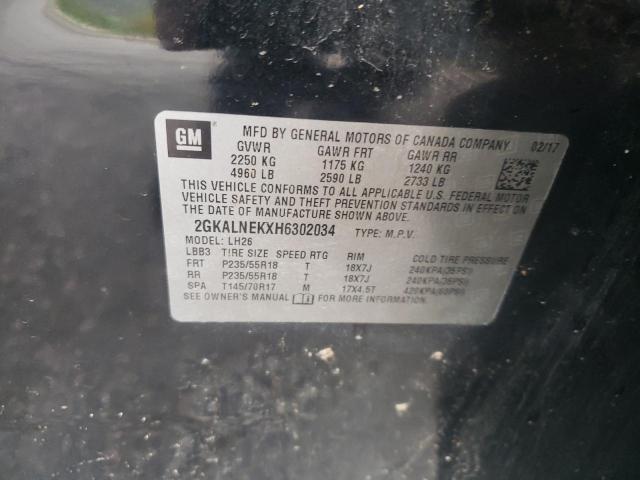 GM
MFD BY GENERAL MOTORS OF CANADA COMPANY 02/17
GVWR GAWR FRT GAWR RR
2250 KG 1175 KG 1240 KG
4960 LB 2590 LB 2733 LB
THIS VEHICLE CONFORMS TO ALL APPLICABLE U.S. FEDERAL MOTOR
VEHICLE SAFETY AND THEFT PREVENTION STANDARDS IN EFFECT ON
THE DATE OF MANUFACTURE SHOWN ABOVE.
2GKALNEKXH6302034 TYPE: M.P.V.
MODEL: LH26
LBB3 TIRE SIZE SPEED RTG RIM COLD TIRE PRESSURE
FRT P235/55R18 T 18X7J 240KPA(35PSI)
RR P235/55R18 T 18X7J 240KPA(35PSI)
SPA T145/70R17 M 17X4.5T 420KPA(60PSI)
SEE OWNER'S MANUAL FOR MORE INFORMATION.